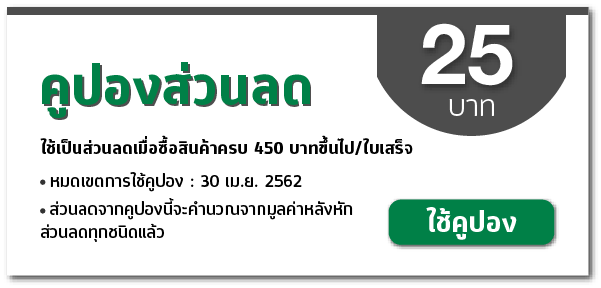 25
บาท
คูปองส่วนลด
ใช้เป็นส่วนลดเมื่อซื้อสินค้าครบ 450 บาทขึ้นไป/ใบเสร็จ
• หมดเขตการใช้คูปอง : 30 เม.ย. 2562
• ส่วนลดจากคูปองนี้จะคำนวณจากมูลค่าหลังหัก
ส่วนลดทุกชนิดแล้ว
ใช้คูปอง